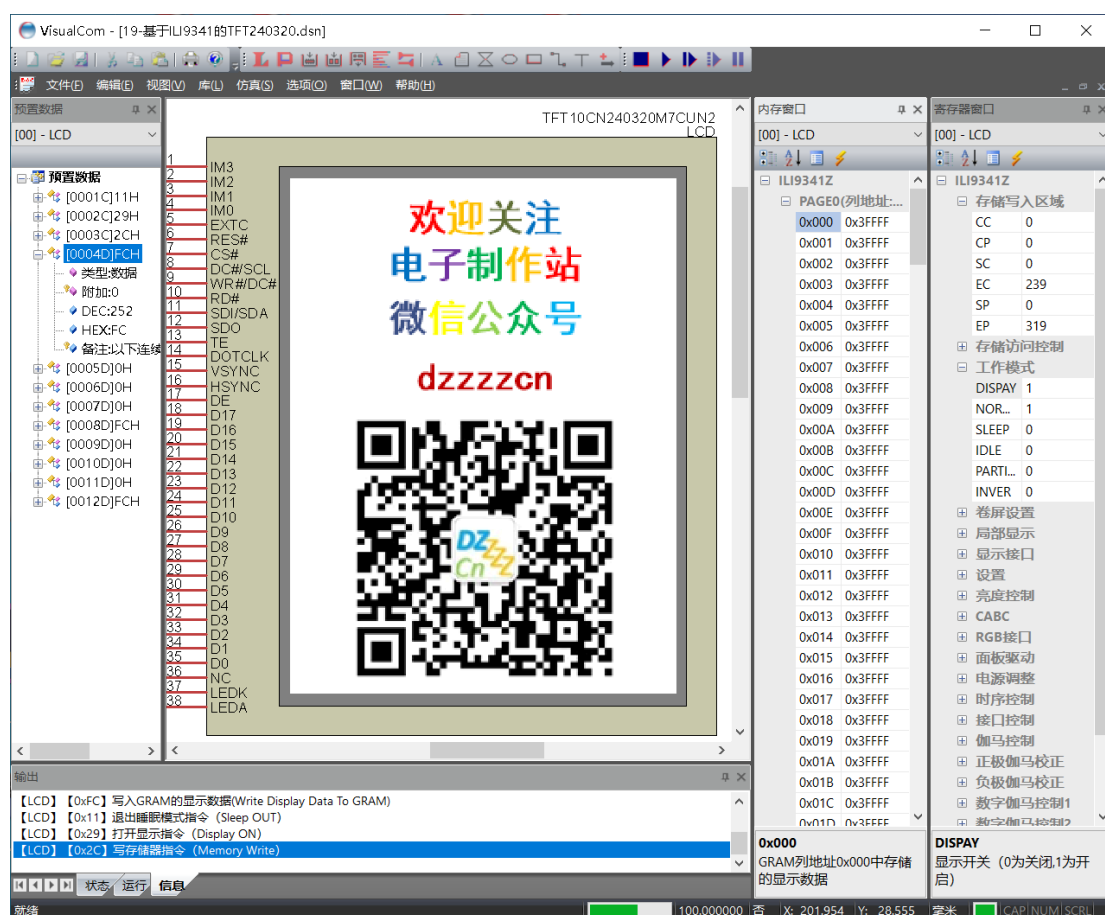 VisualCom - [19-基于ILI9341的TFT240320.dsn]
文件(F) 编辑(E) 视图(V) 库(L) 仿真(S) 选项(O) 窗口(W) 帮助(H)
预置数据
[00] - LCD
预置数据
[0001C]11H
[0002C]29H
[0003C]2CH
[0004D]FCH
类型:数据
附加:0
DEC:252
HEX:FC
备注:以下连续
[0005D]0H
[0006D]0H
[0007D]0H
[0008D]FCH
[0009D]0H
[0010D]0H
[0011D]0H
[0012D]FCH
TFT10CN240320M7CUN2
LCD
1 IM3
2 IM2
3 IM1
4 IM0
5 EXTC
6 RES#
7 CS#
8 DC#/SCL
9 WR#/DC#
10 RD#
11 SDI/SDA
12 SDO
13 TE
14 DOTCLK
15 VSYNC
16 HSYNC
17 DE
18 D17
19 D16
20 D15
21 D14
22 D13
23 D12
24 D11
25 D10
26 D9
27 D8
28 D7
29 D6
30 D5
31 D4
32 D3
33 D2
34 D1
35 D0
36 NC
37 LEDK
38 LEDA
欢迎关注
电子制作站
微信公众号
dzzzzcn
DZzzz
Cn
内存窗口
[00] - LCD
ILI9341Z
PAGE0(列地址:...
0x000 0x3FFFF
0x001 0x3FFFF
0x002 0x3FFFF
0x003 0x3FFFF
0x004 0x3FFFF
0x005 0x3FFFF
0x006 0x3FFFF
0x007 0x3FFFF
0x008 0x3FFFF
0x009 0x3FFFF
0x00A 0x3FFFF
0x00B 0x3FFFF
0x00C 0x3FFFF
0x00D 0x3FFFF
0x00E 0x3FFFF
0x00F 0x3FFFF
0x010 0x3FFFF
0x011 0x3FFFF
0x012 0x3FFFF
0x013 0x3FFFF
0x014 0x3FFFF
0x015 0x3FFFF
0x016 0x3FFFF
0x017 0x3FFFF
0x018 0x3FFFF
0x019 0x3FFFF
0x01A 0x3FFFF
0x01B 0x3FFFF
0x01C 0x3FFFF
0x01D 0x3FFFF
0x000
GRAM列地址0x000中存储
的显示数据
寄存器窗口
[00] - LCD
ILI9341Z
存储写入区域
CC 0
CP 0
SC 0
EC 239
SP 0
EP 319
存储访问控制
工作模式
DISPAY 1
NOR... 1
SLEEP 0
IDLE 0
PARTI... 0
INVER 0
卷屏设置
局部显示
显示接口
设置
亮度控制
CABC
RGB接口
面板驱动
电源调整
时序控制
接口控制
伽马控制
正极伽马校正
负极伽马校正
数字伽马控制1
数字伽马控制2
DISPAY
显示开关（0为关闭,1为开
启）
输出
【LCD】【0xFC】写入GRAM的显示数据(Write Display Data To GRAM)
【LCD】【0x11】退出睡眠模式指令（Sleep OUT）
【LCD】【0x29】打开显示指令（Display ON）
【LCD】【0x2C】写存储器指令（Memory Write）
状态 运行 信息
就绪 100.000000 否 X: 201.954 Y: 28.555 毫米 CAP NUM SCRL